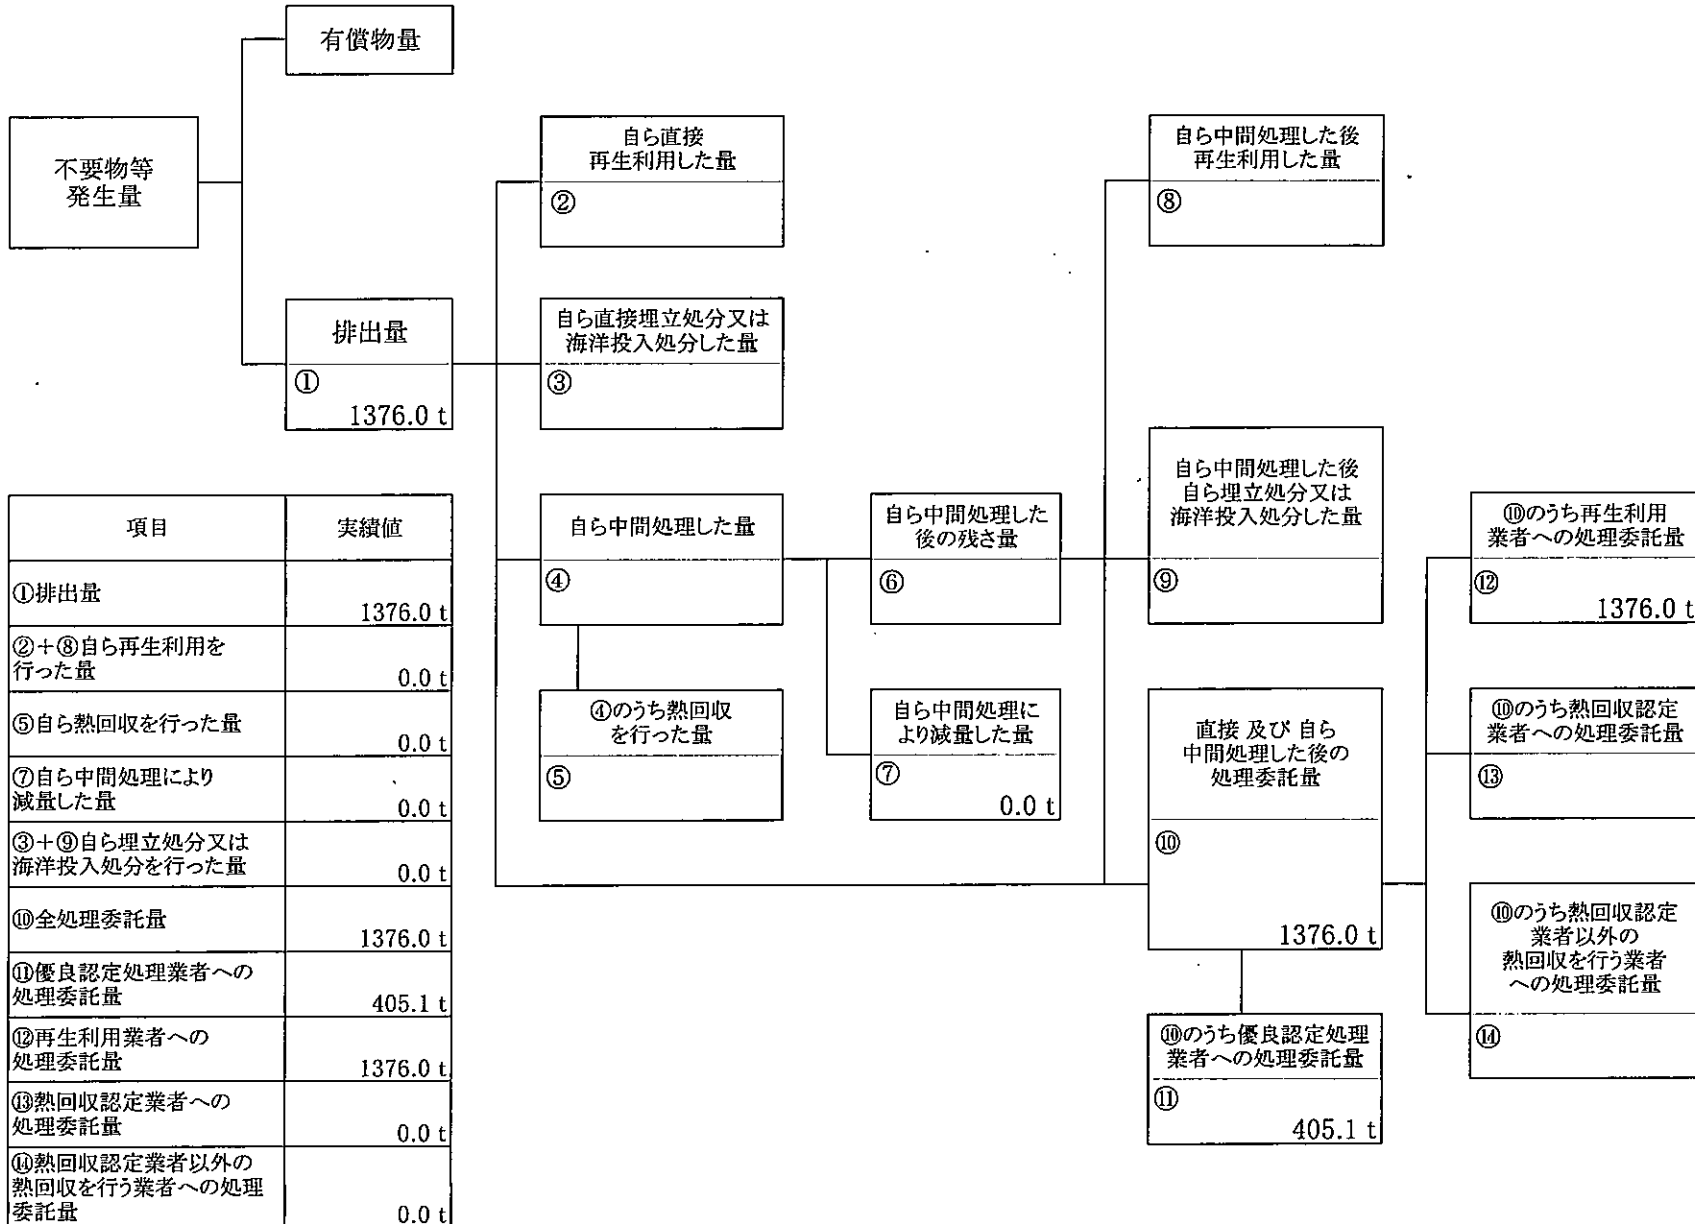 有償物量
不要物等
発生量
排出量
①
1376.0 t
自ら直接
再生利用した量
②
自ら直接埋立処分又は
海洋投入処分した量
③
自ら中間処理した量
④
④のうち熱回収
を行った量
⑤
自ら中間処理した
後の残さ量
⑥
自ら中間処理に
より減量した量
⑦
0.0 t
自ら中間処理した後
再生利用した量
⑧
自ら中間処理した後
自ら埋立処分又は
海洋投入処分した量
⑨
直接 及び 自ら
中間処理した後の
処理委託量
⑩
1376.0 t
⑩のうち優良認定処理
業者への処理委託量
⑪
405.1 t
⑩のうち再生利用
業者への処理委託量
⑫
1376.0 t
⑩のうち熱回収認定
業者への処理委託量
⑬
⑩のうち熱回収認定
業者以外の
熱回収を行う業者
への処理委託量
⑭
項目 実績値
①排出量
1376.0 t
②+⑧自ら再生利用を
行った量
0.0 t
⑤自ら熱回収を行った量
0.0 t
⑦自ら中間処理により
減量した量
0.0 t
③+⑨自ら埋立処分又は
海洋投入処分を行った量
0.0 t
⑩全処理委託量
1376.0 t
⑪優良認定処理業者への
処理委託量
405.1 t
⑫再生利用業者への
処理委託量
1376.0 t
⑬熱回収認定業者への
処理委託量
0.0 t
⑭熱回収認定業者以外の
熱回収を行う業者への処理
委託量
0.0 t